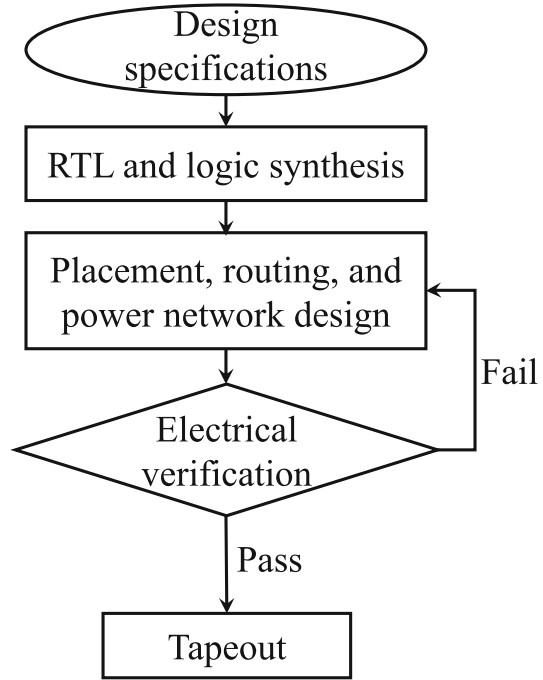 Design
specifications
RTL and logic synthesis
Placement, routing, and
power network design
Fail
Electrical
verification
Pass
Tapeout